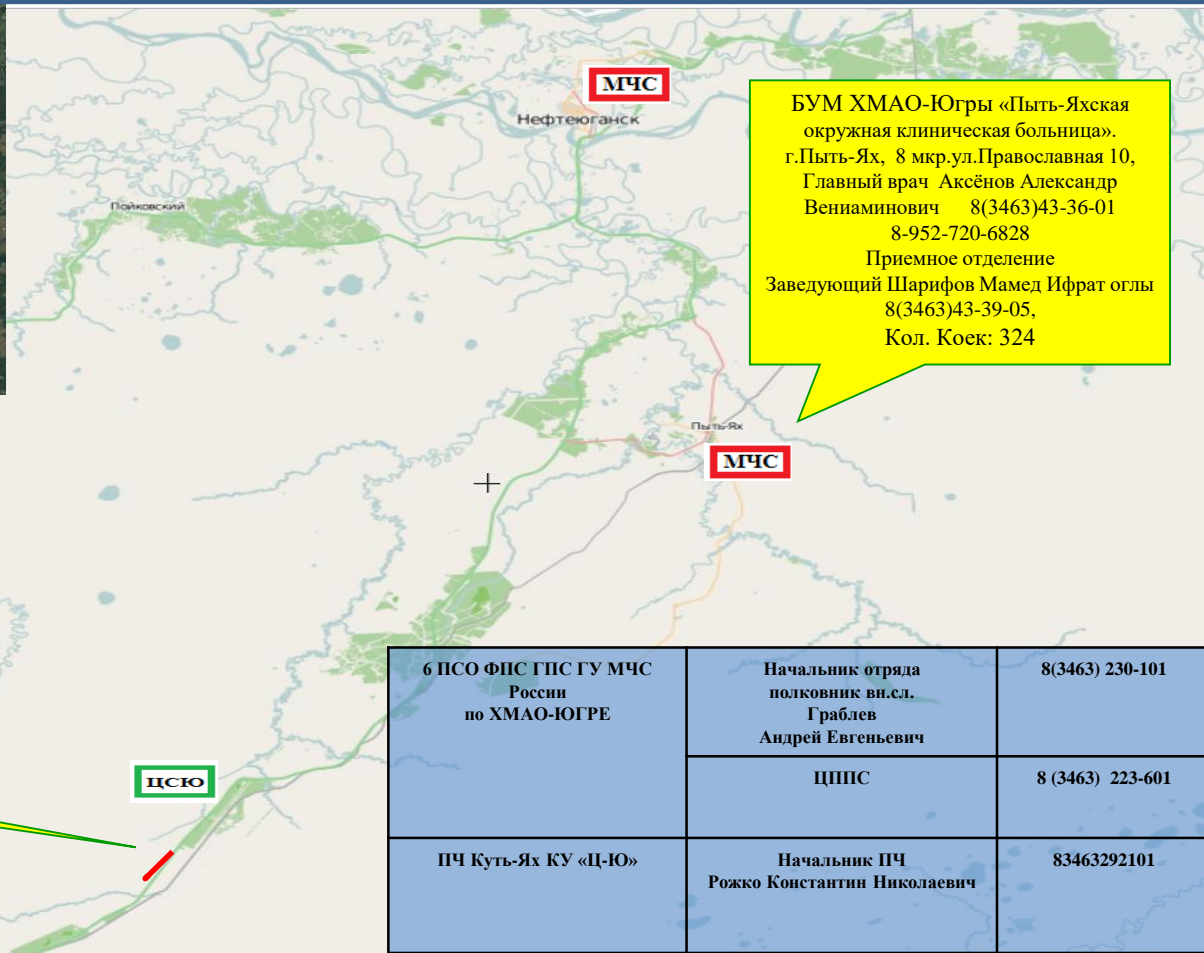 МЧС
Нефтеюганск
Пойковский
БУМ ХМАО-Югры «Пыть-Яхская
окружная клиническая больница».
г.Пыть-Ях, 8 мкр.ул.Православная 10,
Главный врач Аксёнов Александр
Вениаминович 8(3463)43-36-01
8-952-720-6828
Приемное отделение
Заведующий Шарифов Мамед Ифрат оглы
8(3463)43-39-05,
Кол. Коек: 324
Пыть-Ях
МЧС
ЦСЮ
6 ПСО ФПС ГПС ГУ МЧС
России
по ХМАО-ЮГРЕ
Начальник отряда
полковник вн.сл.
Граблев
Андрей Евгеньевич
8(3463) 230-101
ЦППС
8 (3463) 223-601
ПЧ Куть-Ях КУ «Ц-Ю»
Начальник ПЧ
Рожко Константин Николаевич
83463292101